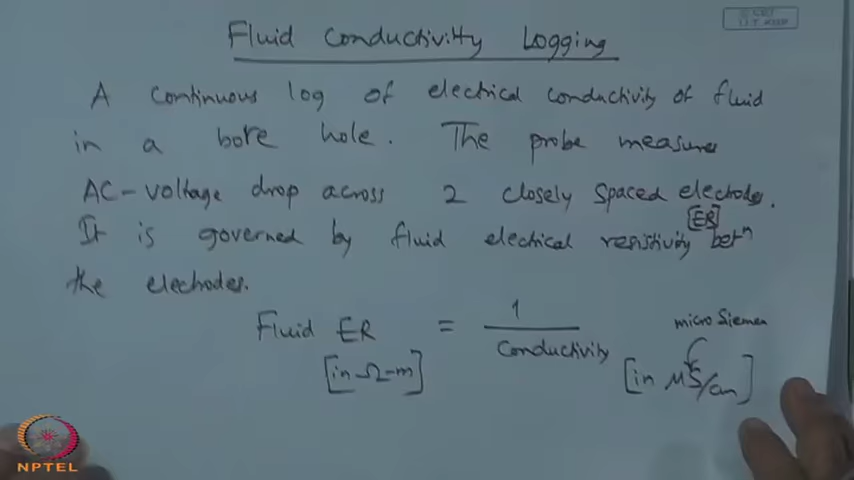 © CET
I.I.T. KGP
Fluid Conductivity Logging
A continuous log of electrical conductivity of fluid
in a bore hole. The probe measures
AC-voltage drop across 2 closely spaced electrodes.
[ER]
It is governed by fluid electrical resistivity betn
the electrodes.
Fluid ER = 1 / Conductivity
micro Siemen
[in Ω-m] [in μS/cm]
NPTEL